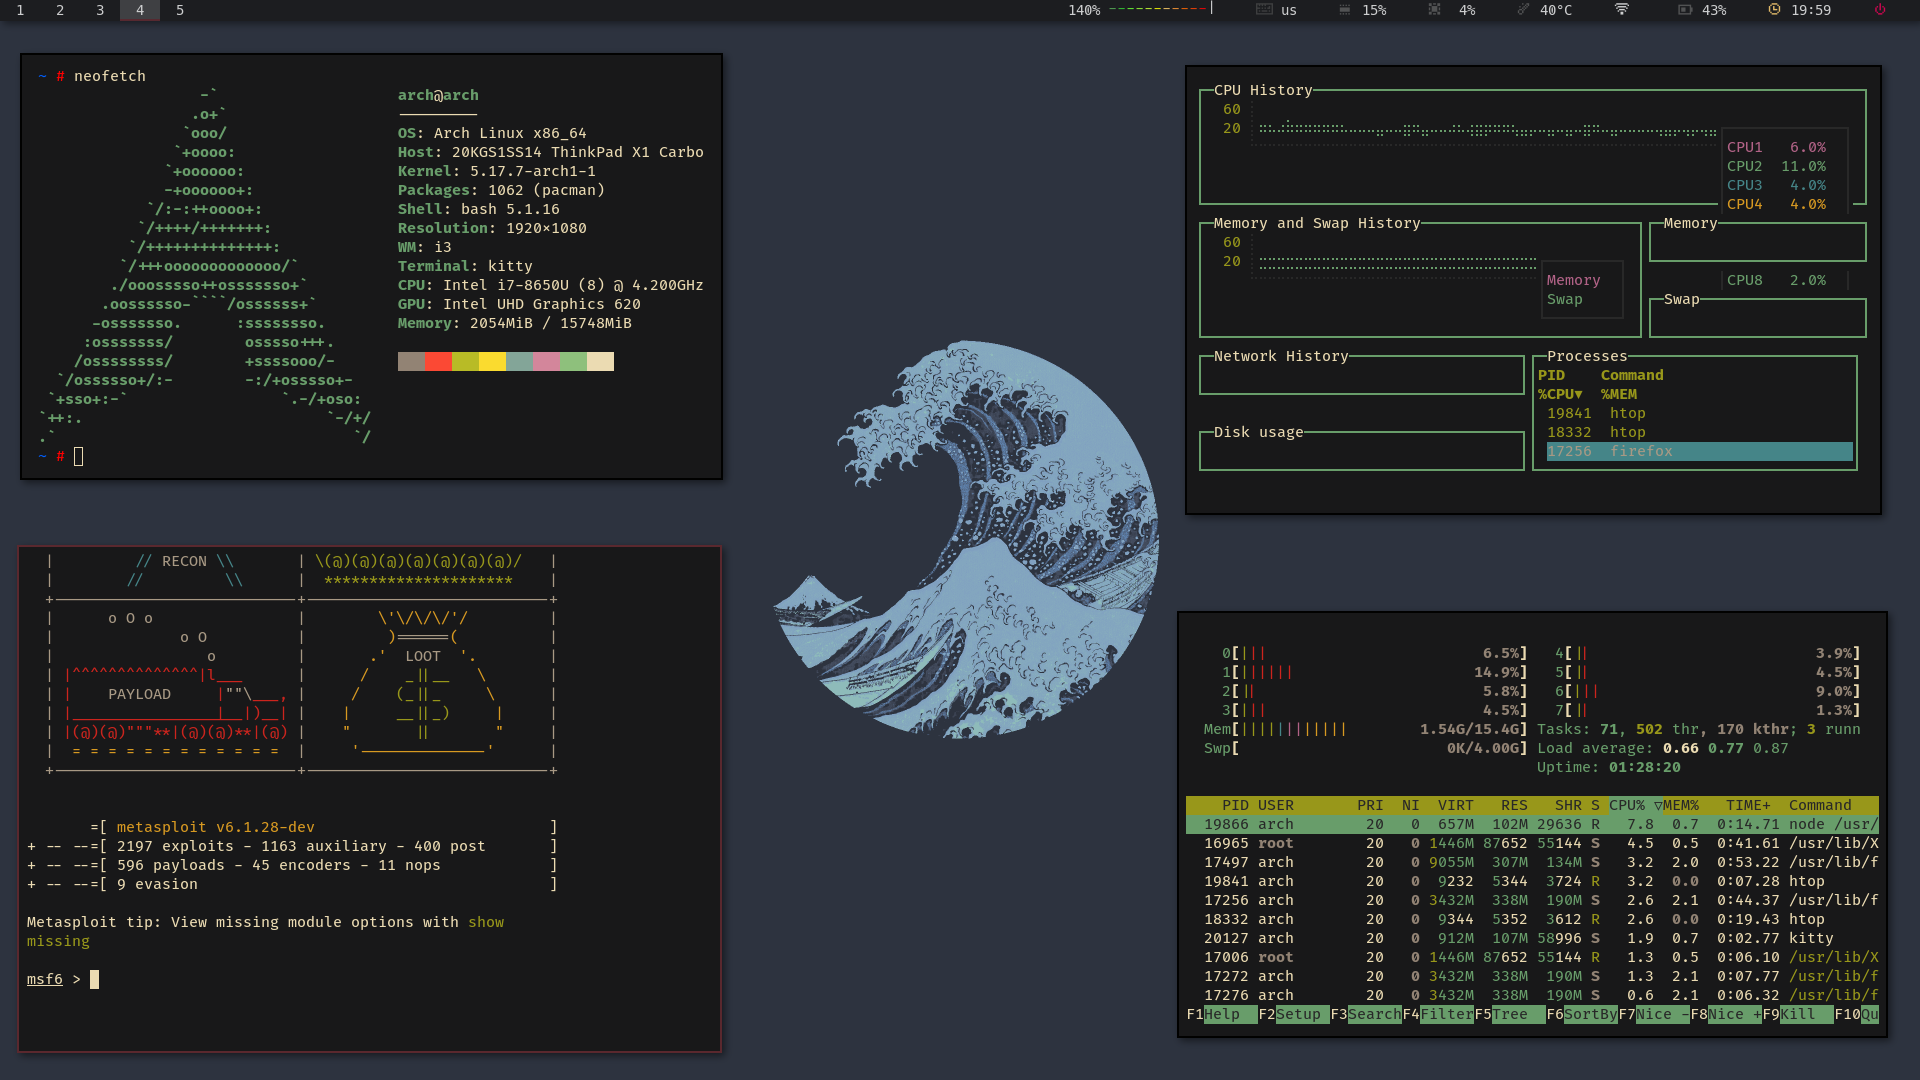 1 2 3 4 5 140% us 15% 4% 40°C 43% 19:59
~ # neofetch
arch@arch
---------
OS: Arch Linux x86_64
Host: 20KGS1SS14 ThinkPad X1 Carbo
Kernel: 5.17.7-arch1-1
Packages: 1062 (pacman)
Shell: bash 5.1.16
Resolution: 1920×1080
WM: i3
Terminal: kitty
CPU: Intel i7-8650U (8) @ 4.200GHz
GPU: Intel UHD Graphics 620
Memory: 2054MiB / 15748MiB
~ #
CPU History
60
20
CPU1 6.0%
CPU2 11.0%
CPU3 4.0%
CPU4 4.0%
Memory and Swap History
60
20
Memory
Swap
Memory
CPU8 2.0%
Swap
Network History
Disk usage
Processes
PID Command
%CPU▼ %MEM
19841 htop
18332 htop
17256 firefox
RECON
PAYLOAD
LOOT
=[ metasploit v6.1.28-dev ]
+ -- --=[ 2197 exploits - 1163 auxiliary - 400 post ]
+ -- --=[ 596 payloads - 45 encoders - 11 nops ]
+ -- --=[ 9 evasion ]
Metasploit tip: View missing module options with show
missing
msf6 >
0[||| 6.5%] 4[|| 3.9%]
1[|||||| 14.9%] 5[|| 4.5%]
2[|| 5.8%] 6[||| 9.0%]
3[||| 4.5%] 7[|| 1.3%]
Mem[|||||||||||| 1.54G/15.4G] Tasks: 71, 502 thr, 170 kthr; 3 runn
Swp[ 0K/4.00G] Load average: 0.66 0.77 0.87
Uptime: 01:28:20
PID USER PRI NI VIRT RES SHR S CPU% ▽MEM% TIME+ Command
19866 arch 20 0 657M 102M 29636 R 7.8 0.7 0:14.71 node /usr/
16965 root 20 0 1446M 87652 55144 S 4.5 0.5 0:41.61 /usr/lib/X
17497 arch 20 0 9055M 307M 134M S 3.2 2.0 0:53.22 /usr/lib/f
19841 arch 20 0 9232 5344 3724 R 3.2 0.0 0:07.28 htop
17256 arch 20 0 3432M 338M 190M S 2.6 2.1 0:44.37 /usr/lib/f
18332 arch 20 0 9344 5352 3612 R 2.6 0.0 0:19.43 htop
20127 arch 20 0 912M 107M 58996 S 1.9 0.7 0:02.77 kitty
17006 root 20 0 1446M 87652 55144 R 1.3 0.5 0:06.10 /usr/lib/X
17272 arch 20 0 3432M 338M 190M S 1.3 2.1 0:07.77 /usr/lib/f
17276 arch 20 0 3432M 338M 190M S 0.6 2.1 0:06.32 /usr/lib/f
F1Help F2Setup F3SearchF4FilterF5Tree F6SortByF7Nice -F8Nice +F9Kill F10Qu